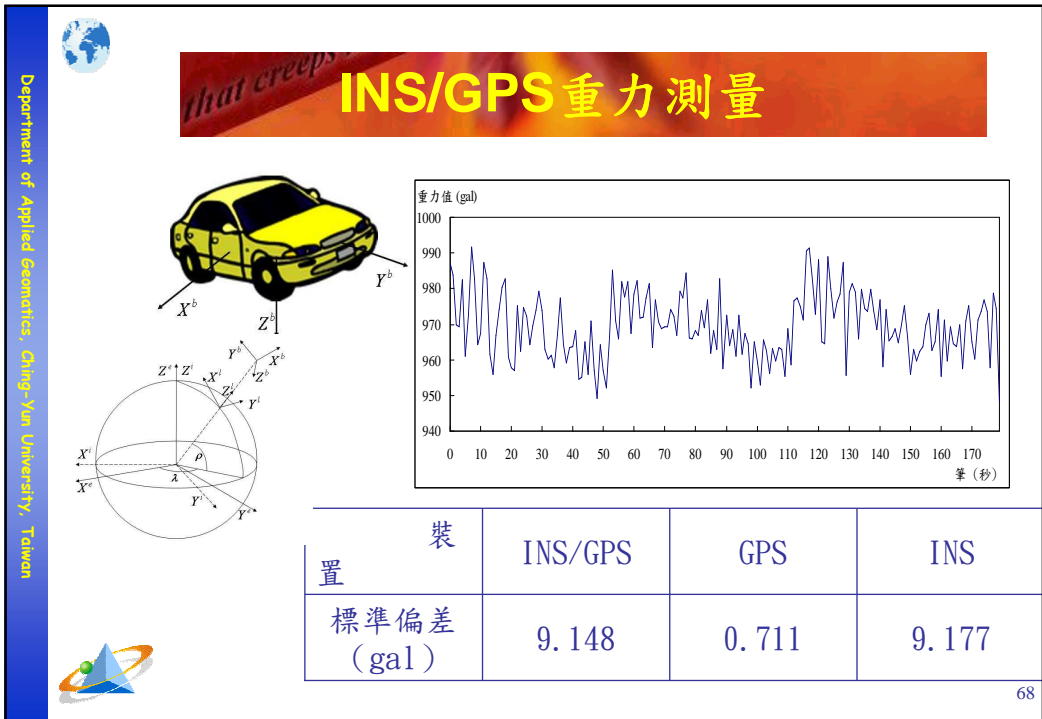 Department of Applied Geomatics, Ching-Yun University, Taiwan
that creeps
INS/GPS重力測量
X^b
Y^b
Z^b
重力值 (gal)
1000
990
980
970
960
950
940
0 10 20 30 40 50 60 70 80 90 100 110 120 130 140 150 160 170
筆（秒）
Y^b
X^b
Z^b
Z^e Z^i
X^l
Z^l
Y^l
X^i
ρ
λ
X^e
Y^i
Y^e
裝置 INS/GPS GPS INS
標準偏差（gal） 9.148 0.711 9.177
68